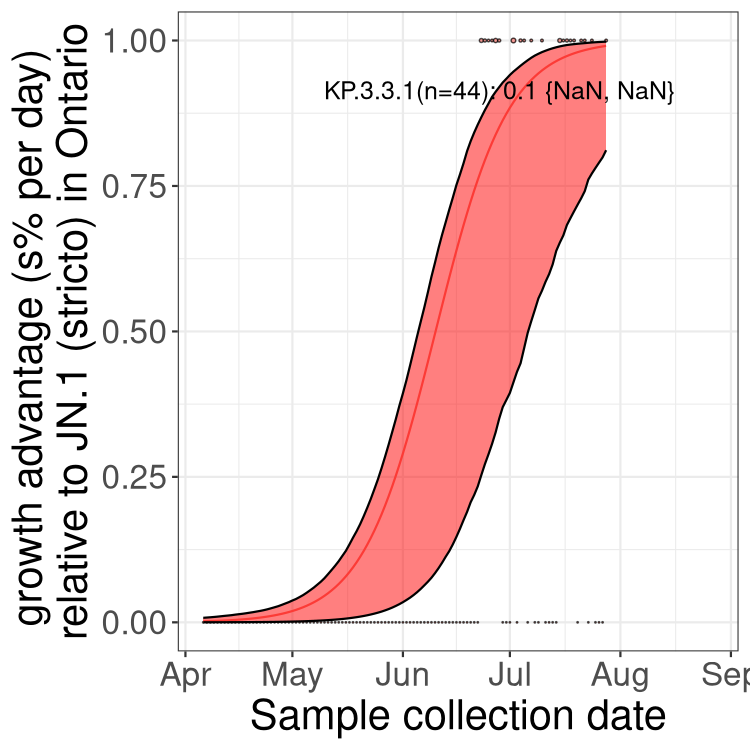 growth advantage (s% per day)
relative to JN.1 (stricto) in Ontario
1.00
0.75
0.50
0.25
0.00
KP.3.3.1(n=44): 0.1 {NaN, NaN}
Apr May Jun Jul Aug Sep
Sample collection date